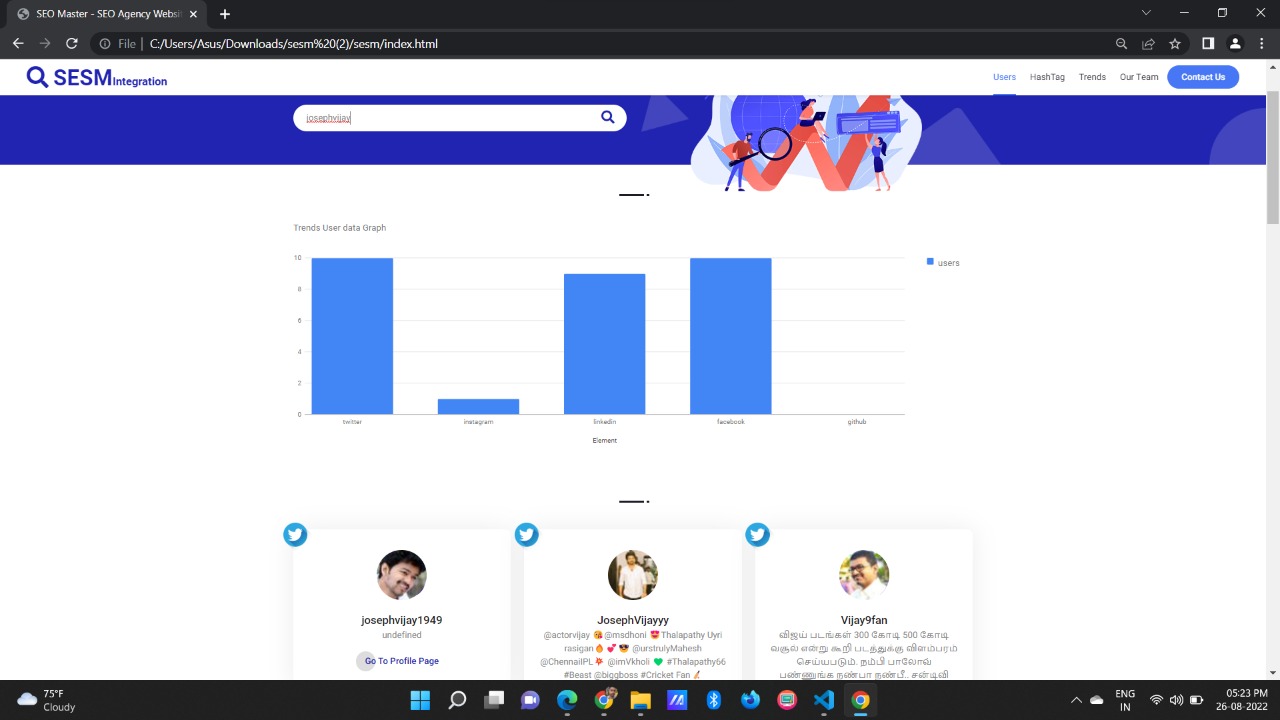 SEO Master - SEO Agency Websit
File | C:/Users/Asus/Downloads/sesm%20(2)/sesm/index.html
SESM Integration
Users HashTag Trends Our Team Contact Us
josephvijay
Trends User data Graph
10
8
6
4
2
0
users
twitter instagram linkedin facebook github
Element
josephvijay1949
undefined
Go To Profile Page
JosephVijayyy
@actorvijay 😘@msdhoni 😍Thalapathy Uyri
rasigan🔥 💕 😎 @urstrulyMahesh
@ChennaiIPL💥 @imVkholi 💚 #Thalapathy66
#Beast @biggboss #Cricket Fan🏏
Vijay9fan
விஜய் படங்கள் 300 கோடி 500 கோடி
வசூல் என்று கூறி படத்துக்கு விளம்பரம்
செய்யபடும். நம்பி பாலோவ்
பண்ணுங்க நண்பா நண்பீ.. சன்டிவி
75°F
Cloudy
ENG
IN
05:23 PM
26-08-2022